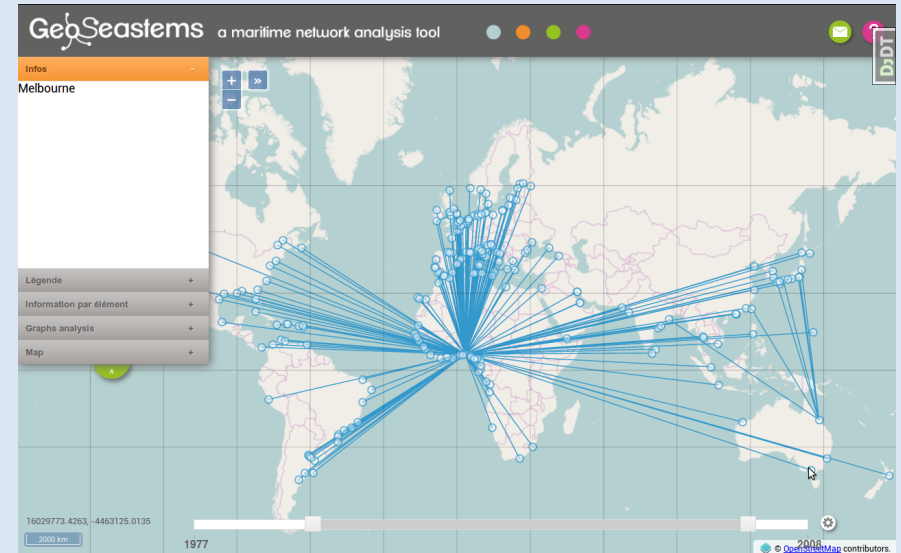 GeoSeastems a maritime network analysis tool
?
DJDT
Infos -
Melbourne
+ »
−
Légende +
Information par élément +
Graphs analysis +
Map +
16029773.4263, -4463125.0135
2000 km
1977
2008
© OpenStreetMap contributors.